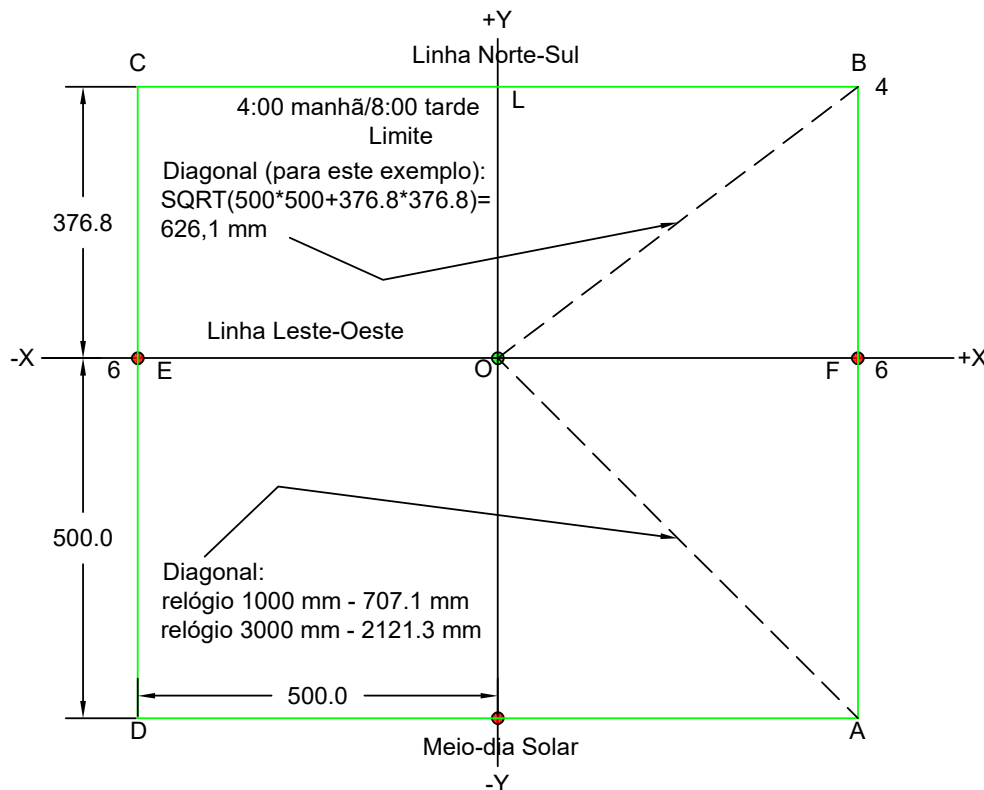 +Y
Linha Norte-Sul
C
B
4
L
4:00 manhã/8:00 tarde
Limite
Diagonal (para este exemplo):
SQRT(500*500+376.8*376.8)=
626,1 mm
376.8
Linha Leste-Oeste
-X
+X
6
E
O
F
6
500.0
Diagonal:
relógio 1000 mm - 707.1 mm
relógio 3000 mm - 2121.3 mm
500.0
D
A
Meio-dia Solar
-Y